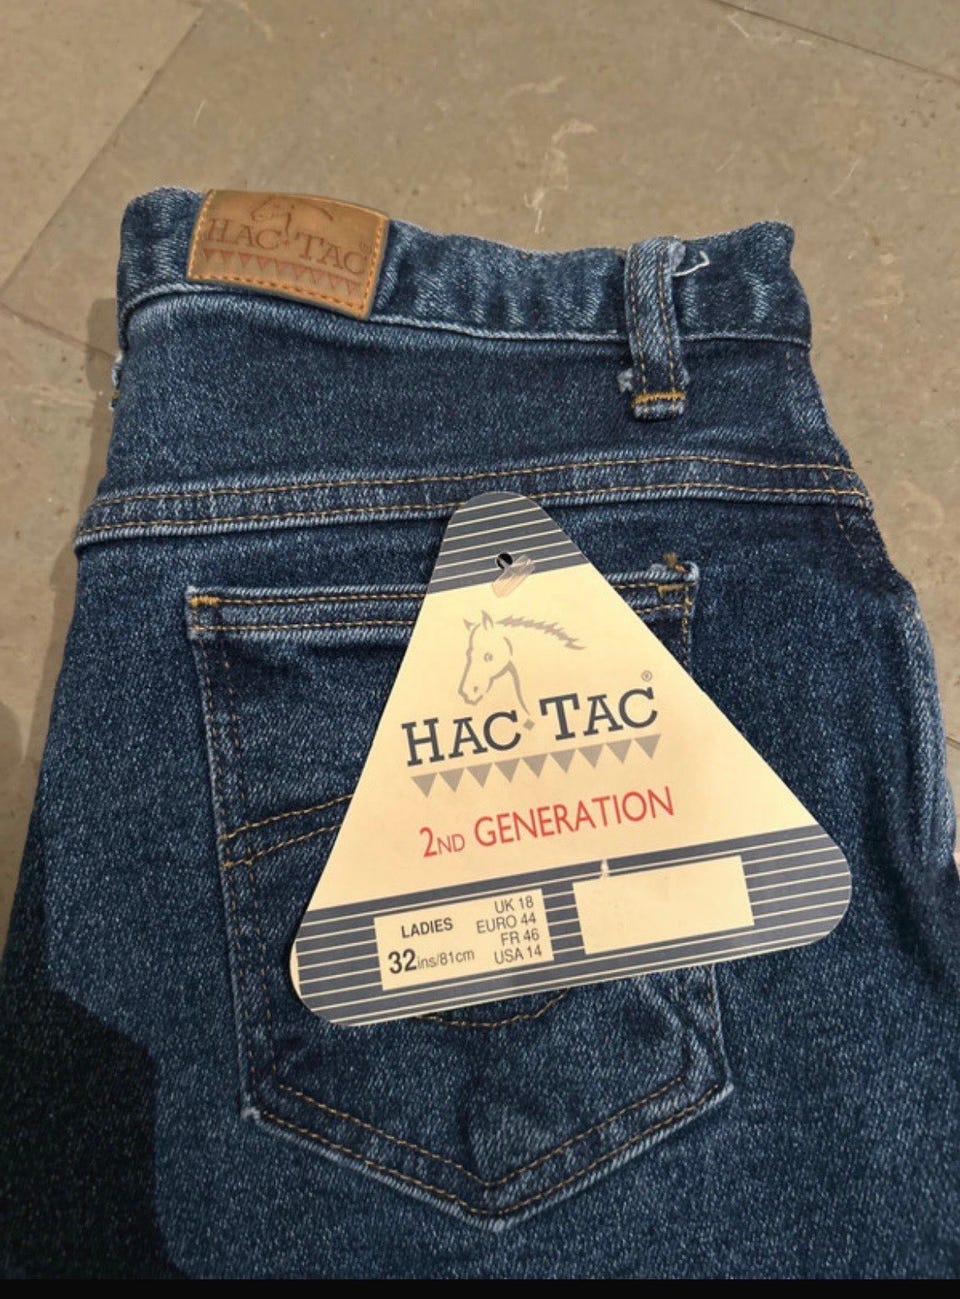 HAC·TAC
HAC·TAC®
2ND GENERATION
LADIES
32ins/81cm
UK 18
EURO 44
FR 46
USA 14